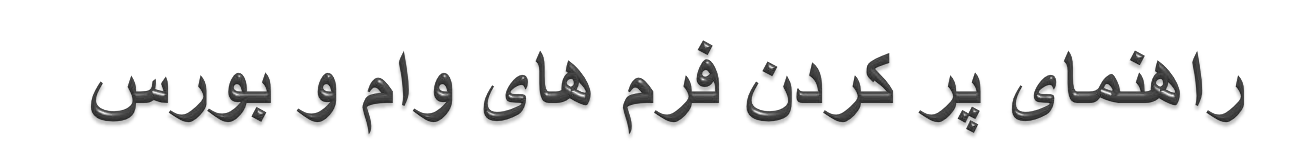 راهنمای پر کردن فرم های وام و بورس